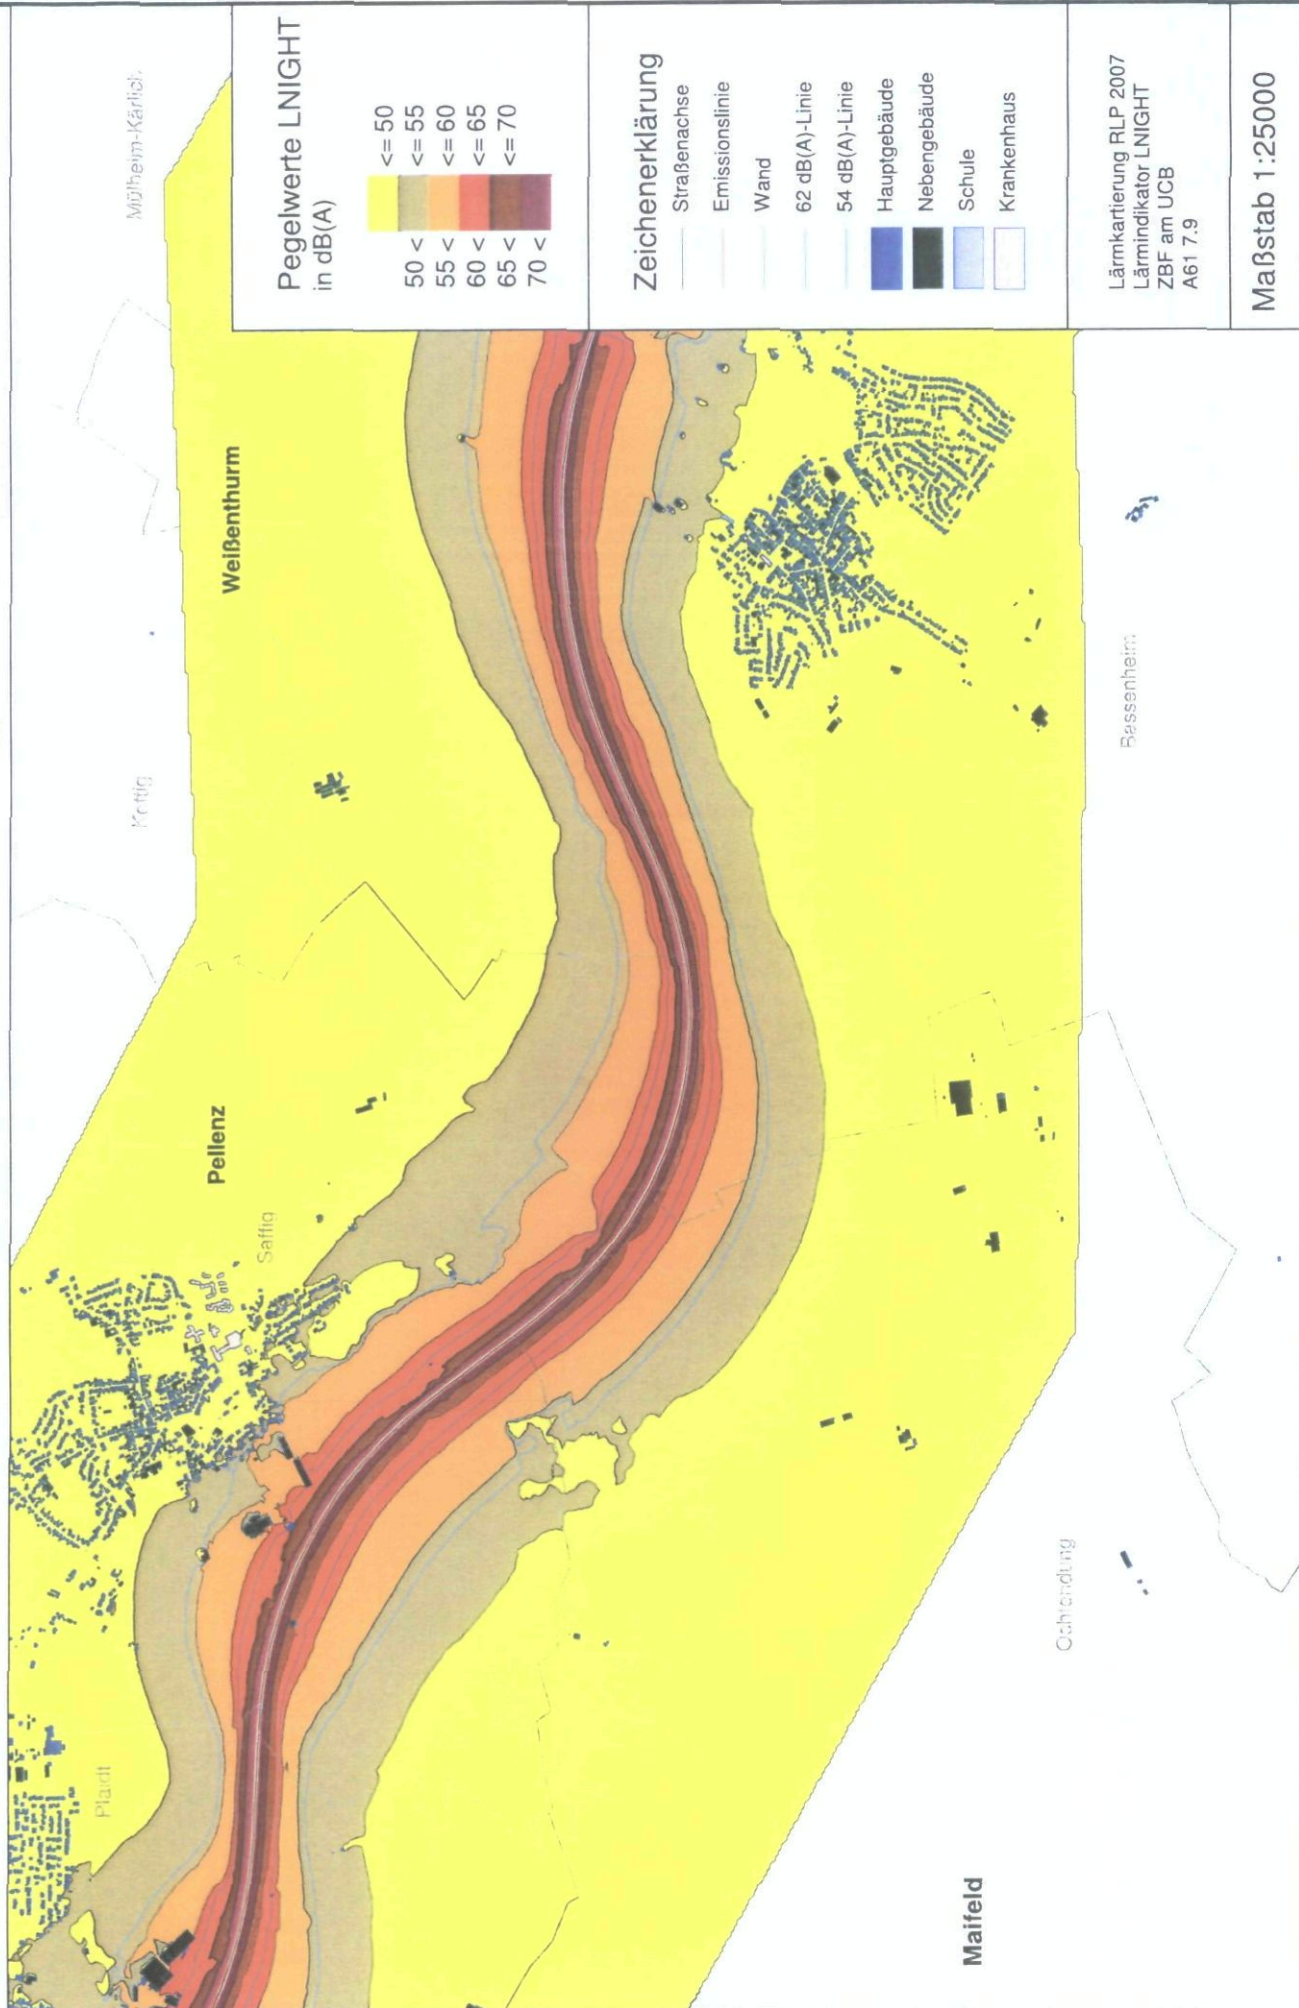 Mülheim-Kärlich
Kettig
Weißenthurm
Pellenz
Saffig
Plaidt
Bassenheim
Ochtendung
Maifeld
Pegelwerte LNIGHT
in dB(A)
<= 50
50 < <= 55
55 < <= 60
60 < <= 65
65 < <= 70
70 <
Zeichenerklärung
Straßenachse
Emissionslinie
Wand
62 dB(A)-Linie
54 dB(A)-Linie
Hauptgebäude
Nebengebäude
Schule
Krankenhaus
Lärmkartierung RLP 2007
Lärmindikator LNIGHT
ZBF am UCB
A61 7.9
Maßstab 1:25000